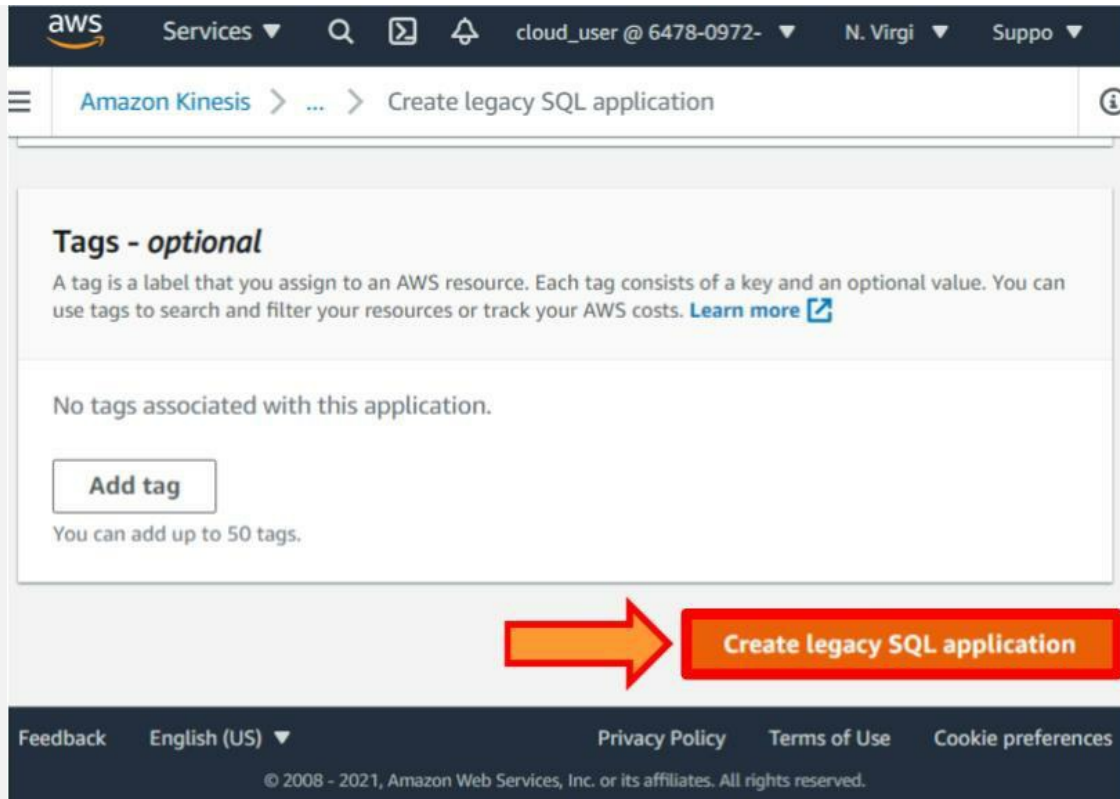 aws Services cloud_user @ 6478-0972- N. Virgi Suppo
Amazon Kinesis > ... > Create legacy SQL application
Tags - optional
A tag is a label that you assign to an AWS resource. Each tag consists of a key and an optional value. You can
use tags to search and filter your resources or track your AWS costs. Learn more
No tags associated with this application.
Add tag
You can add up to 50 tags.
Create legacy SQL application
Feedback English (US) Privacy Policy Terms of Use Cookie preferences
© 2008 - 2021, Amazon Web Services, Inc. or its affiliates. All rights reserved.